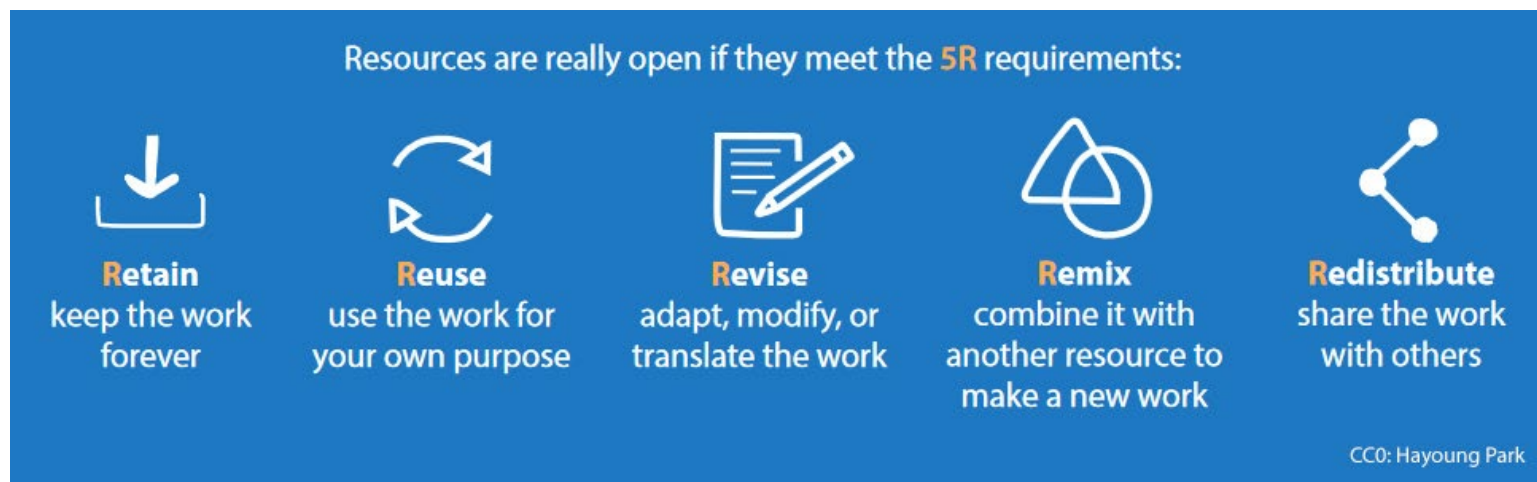 Resources are really open if they meet the 5R requirements:
Retain
keep the work
forever
Reuse
use the work for
your own purpose
Revise
adapt, modify, or
translate the work
Remix
combine it with
another resource to
make a new work
Redistribute
share the work
with others
CC0: Hayoung Park